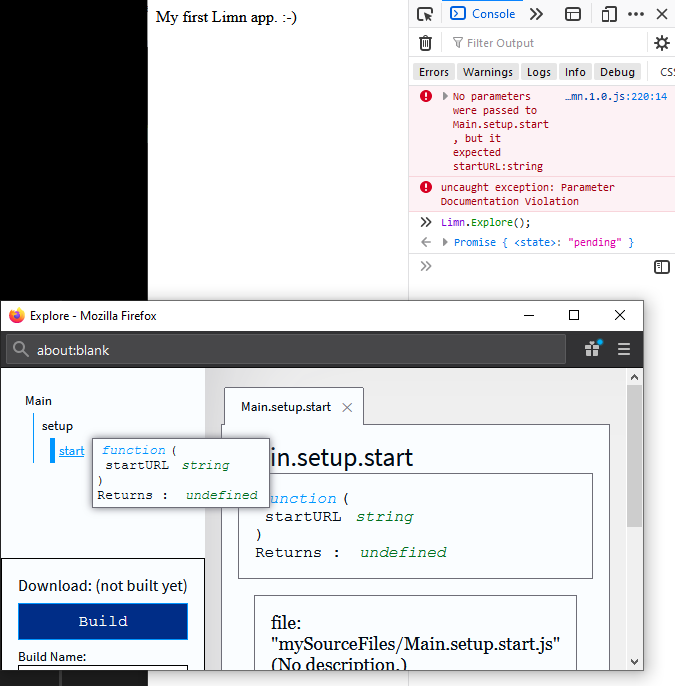 My first Limn app. :-)
Console
Filter Output
Errors Warnings Logs Info Debug CSS
No parameters …mn.1.0.js:220:14
were passed to
Main.setup.start
, but it
expected
startURL:string
uncaught exception: Parameter
Documentation Violation
Limn.Explore();
Promise { <state>: "pending" }
Explore - Mozilla Firefox
about:blank
Main
setup
start
function (
startURL string
)
Returns : undefined
Main.setup.start
in.setup.start
function (
startURL string
)
Returns : undefined
file:
"mySourceFiles/Main.setup.start.js"
(No description.)
Download: (not built yet)
Build
Build Name: